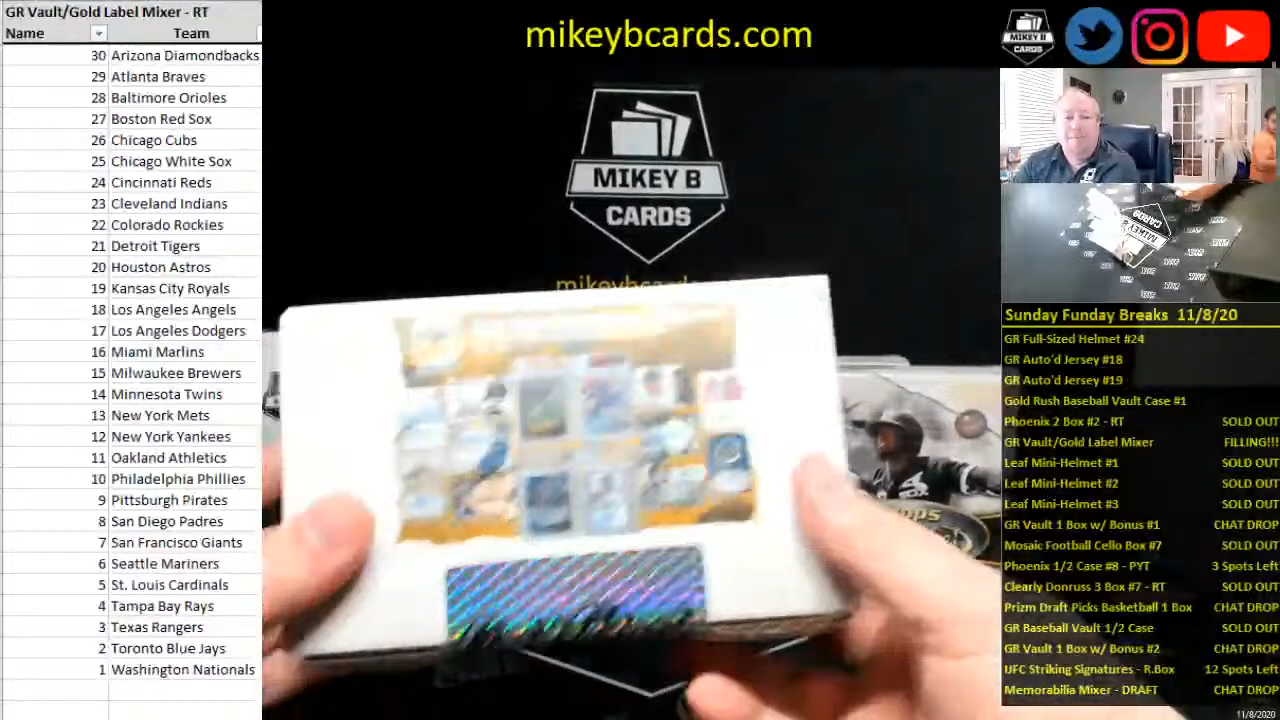 GR Vault/Gold Label Mixer - RT
Name Team
30 Arizona Diamondbacks
29 Atlanta Braves
28 Baltimore Orioles
27 Boston Red Sox
26 Chicago Cubs
25 Chicago White Sox
24 Cincinnati Reds
23 Cleveland Indians
22 Colorado Rockies
21 Detroit Tigers
20 Houston Astros
19 Kansas City Royals
18 Los Angeles Angels
17 Los Angeles Dodgers
16 Miami Marlins
15 Milwaukee Brewers
14 Minnesota Twins
13 New York Mets
12 New York Yankees
11 Oakland Athletics
10 Philadelphia Phillies
9 Pittsburgh Pirates
8 San Diego Padres
7 San Francisco Giants
6 Seattle Mariners
5 St. Louis Cardinals
4 Tampa Bay Rays
3 Texas Rangers
2 Toronto Blue Jays
1 Washington Nationals
mikeybcards.com
MIKEY B
CARDS
mikeybcards
MIKEY B
CARDS
Sunday Funday Breaks 11/8/20
GR Full-Sized Helmet #24
GR Auto'd Jersey #18
GR Auto'd Jersey #19
Gold Rush Baseball Vault Case #1
Phoenix 2 Box #2 - RT SOLD OUT
GR Vault/Gold Label Mixer FILLING!!!
Leaf Mini-Helmet #1 SOLD OUT
Leaf Mini-Helmet #2 SOLD OUT
Leaf Mini-Helmet #3 SOLD OUT
GR Vault 1 Box w/ Bonus #1 CHAT DROP
Mosaic Football Cello Box #7 SOLD OUT
Phoenix 1/2 Case #8 - PYT 3 Spots Left
Clearly Donruss 3 Box #7 - RT SOLD OUT
Prizm Draft Picks Basketball 1 Box CHAT DROP
GR Baseball Vault 1/2 Case SOLD OUT
GR Vault 1 Box w/ Bonus #2 CHAT DROP
UFC Striking Signatures - R.Box 12 Spots Left
Memorabilia Mixer - DRAFT CHAT DROP
11/8/2020